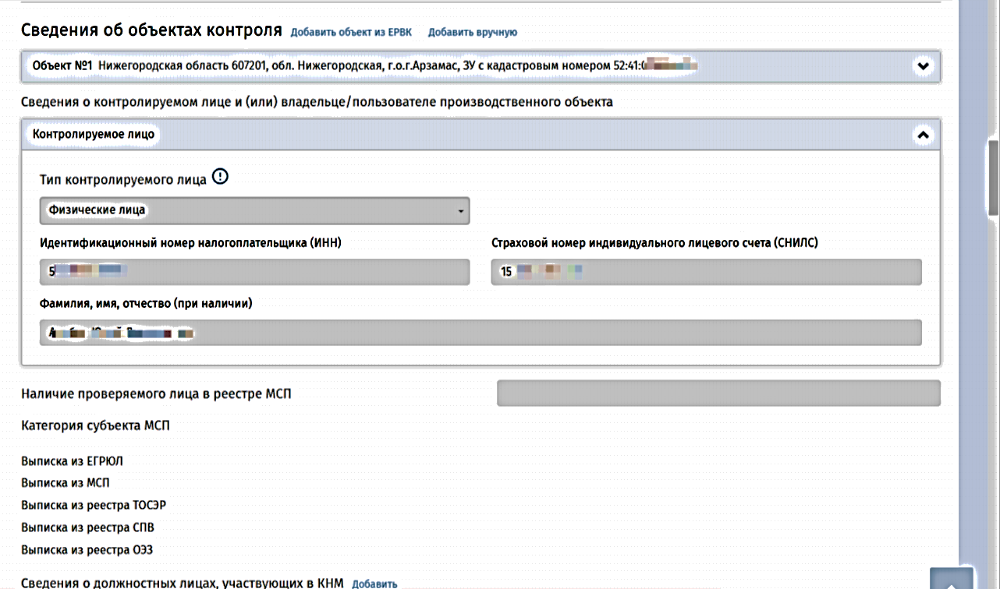 Сведения об объектах контроля Добавить объект из ЕРВК Добавить вручную
Объект №1 Нижегородская область 607201, обл. Нижегородская, г.о.г.Арзамас, ЗУ с кадастровым номером 52:41:0
Сведения о контролируемом лице и (или) владельце/пользователе производственного объекта
Контролируемое лицо
Тип контролируемого лица
Физические лица
Идентификационный номер налогоплательщика (ИНН) Страховой номер индивидуального лицевого счета (СНИЛС)
5 15
Фамилия, имя, отчество (при наличии)
Наличие проверяемого лица в реестре МСП
Категория субъекта МСП
Выписка из ЕГРЮЛ
Выписка из МСП
Выписка из реестра ТОСЭР
Выписка из реестра СПВ
Выписка из реестра ОЭЗ
Сведения о должностных лицах, участвующих в КНМ Добавить